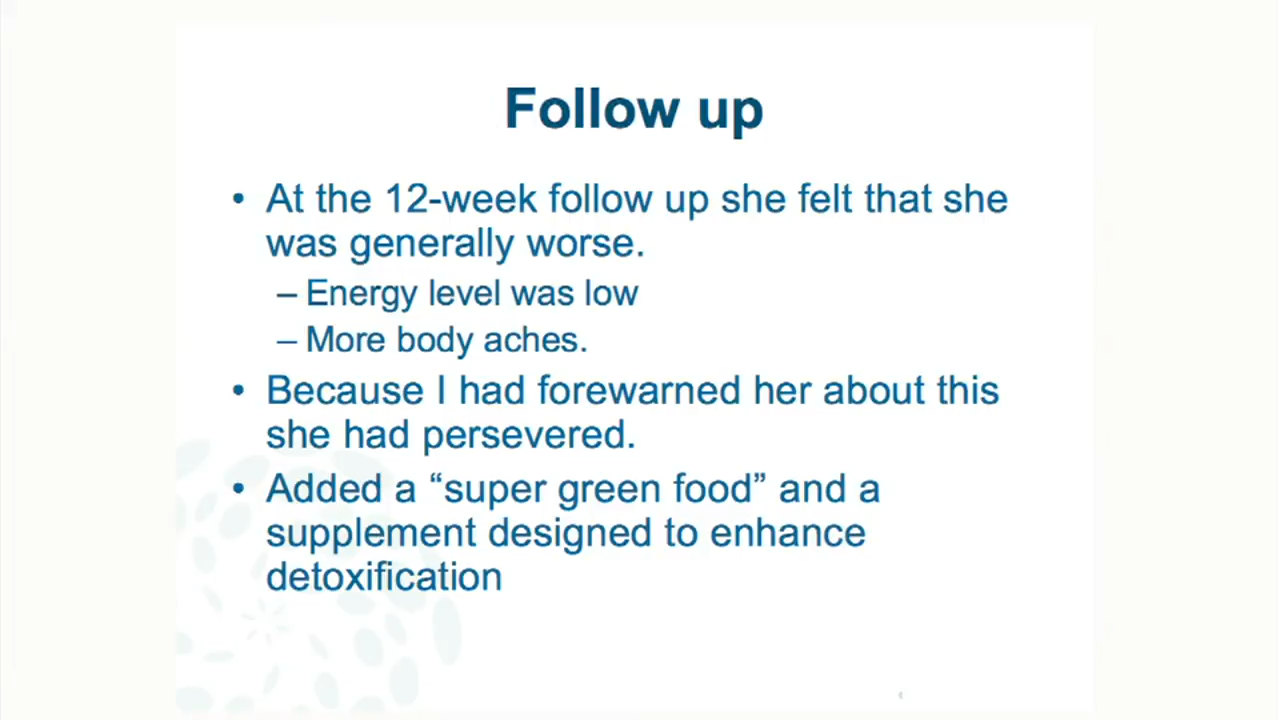 Follow up
• At the 12-week follow up she felt that she
was generally worse.
– Energy level was low
– More body aches.
• Because I had forewarned her about this
she had persevered.
• Added a “super green food” and a
supplement designed to enhance
detoxification